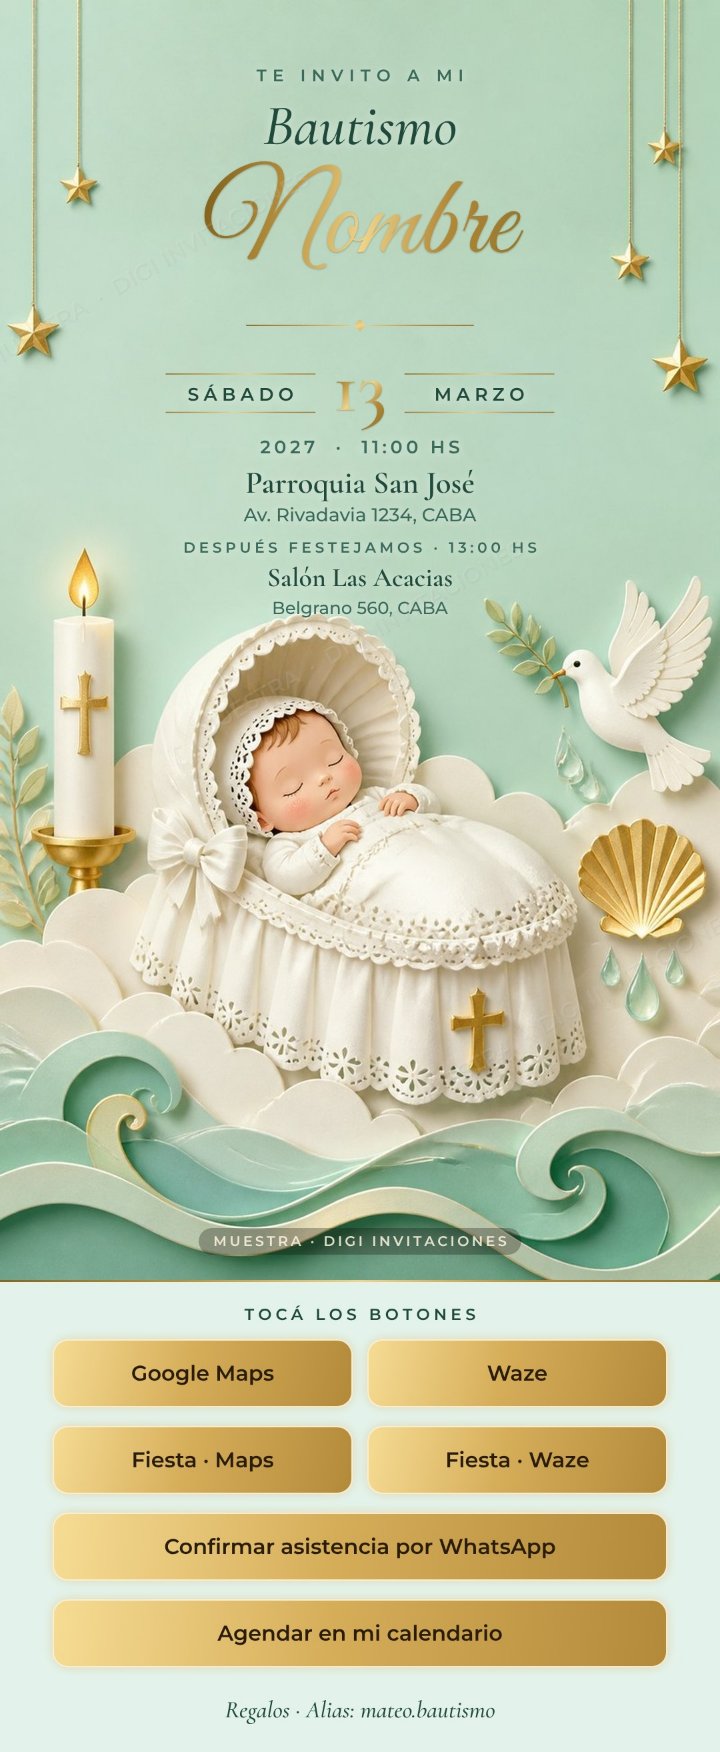 TE INVITO A MI
Bautismo
Nombre
SÁBADO 13 MARZO
2027 · 11:00 HS
Parroquia San José
Av. Rivadavia 1234, CABA
DESPUÉS FESTEJAMOS · 13:00 HS
Salón Las Acacias
Belgrano 560, CABA
MUESTRA · DIGI INVITACIONES
TOCÁ LOS BOTONES
Google Maps
Waze
Fiesta · Maps
Fiesta · Waze
Confirmar asistencia por WhatsApp
Agendar en mi calendario
Regalos · Alias: mateo.bautismo